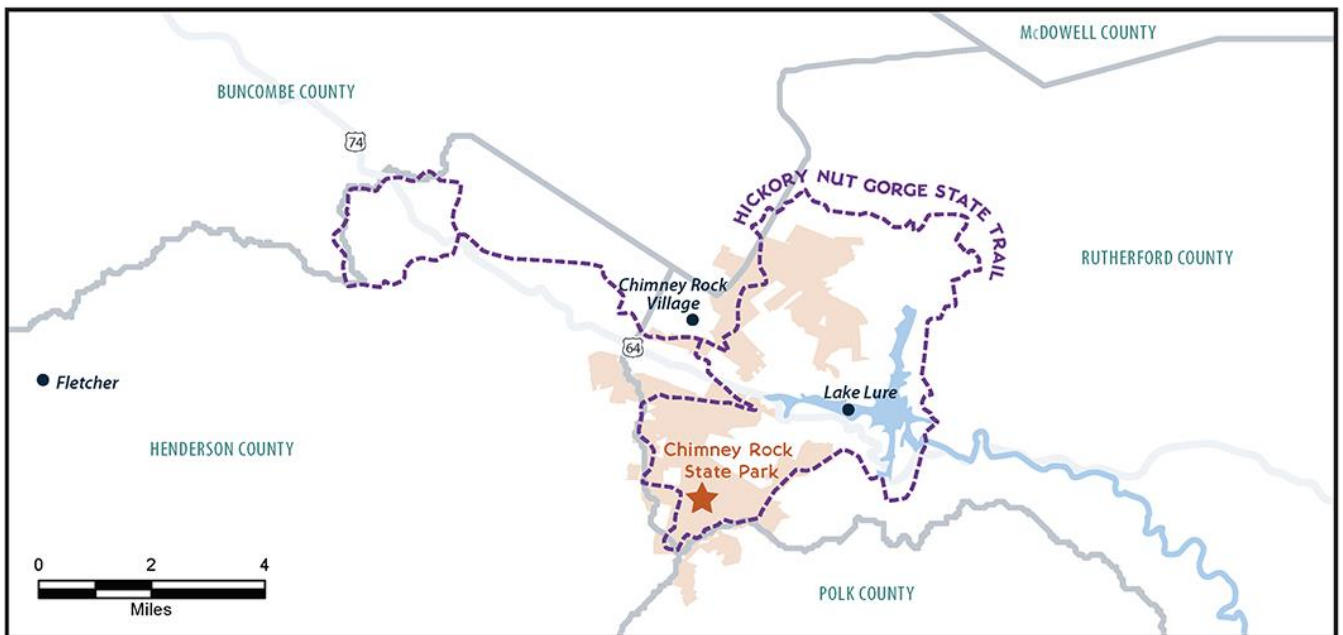 McDOWELL COUNTY
BUNCOMBE COUNTY
74
HICKORY NUT GORGE STATE TRAIL
RUTHERFORD COUNTY
Chimney Rock
Village
64
Fletcher
Lake Lure
HENDERSON COUNTY
Chimney Rock
State Park
0 2 4
Miles
POLK COUNTY